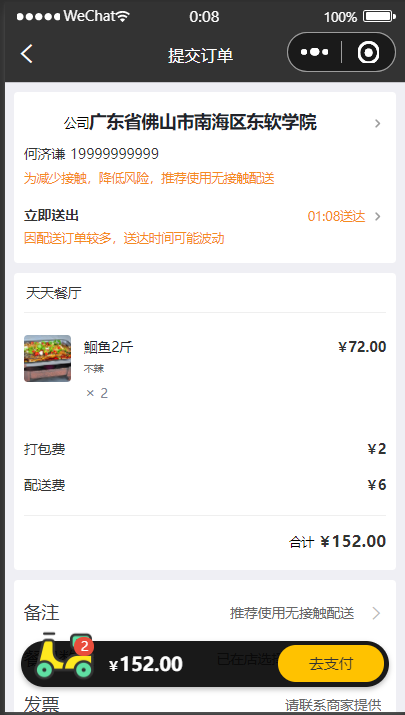 WeChat 0:08 100%
提交订单
公司广东省佛山市南海区东软学院
何济谦 19999999999
为减少接触，降低风险，推荐使用无接触配送
立即送出 01:08送达
因配送订单较多，送达时间可能波动
天天餐厅
鮰鱼2斤 ¥72.00
不辣
× 2
打包费 ¥2
配送费 ¥6
合计 ¥152.00
备注 推荐使用无接触配送
2
¥152.00 去支付
发票 请联系商家提供